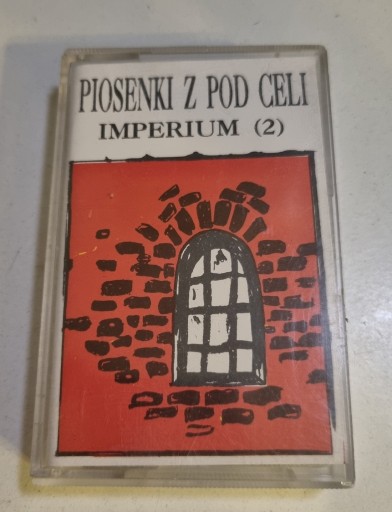 PIOSENKI Z POD CELI
IMPERIUM (2)